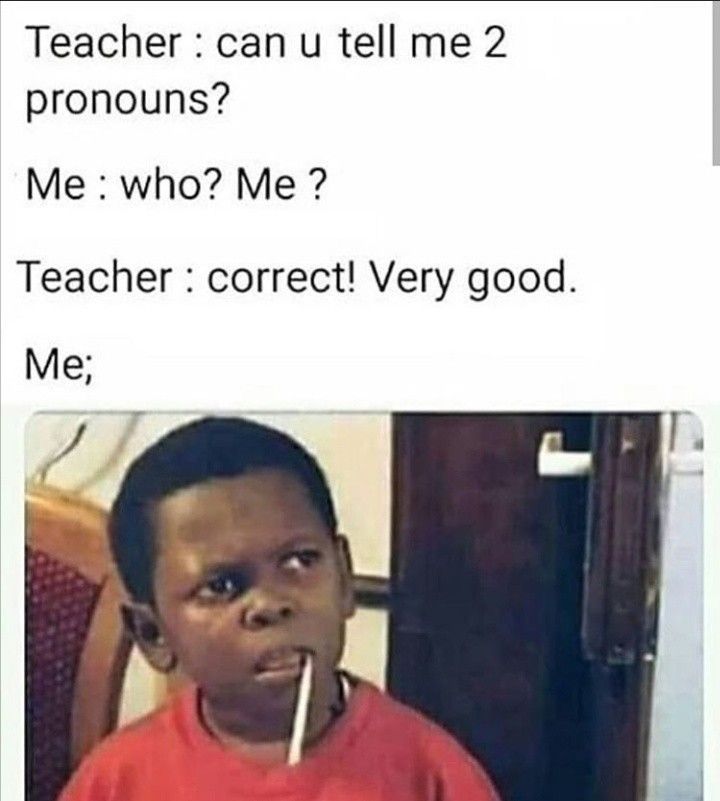 Teacher : can u tell me 2
pronouns?
Me : who? Me ?
Teacher : correct! Very good.
Me;